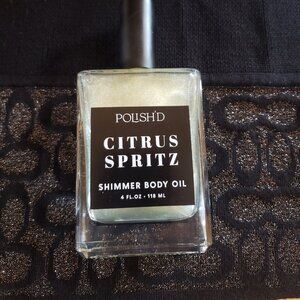 POLISH'D
CITRUS
SPRITZ
SHIMMER BODY OIL
4 FL.OZ • 118 ML